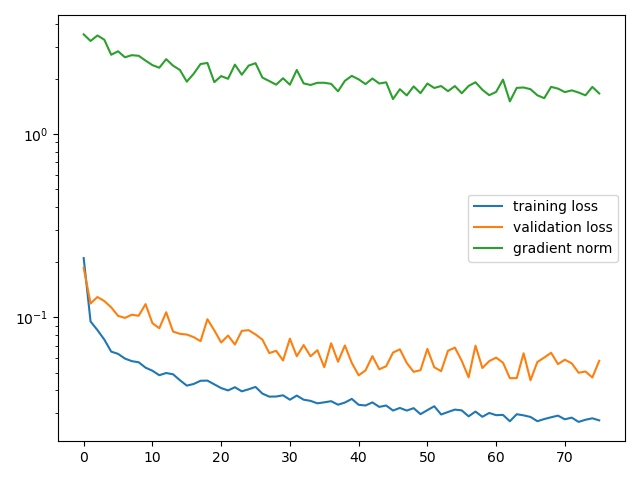 10⁰
10⁻¹
training loss
validation loss
gradient norm
0 10 20 30 40 50 60 70